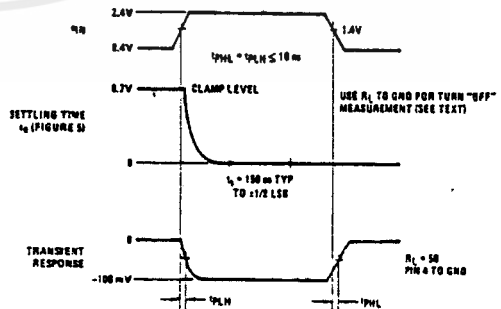 2.4V
eIN
1.4V
0.4V
tPHL = tPLH ≤ 10 ns
0.7V
CLAMP LEVEL
USE RL TO GND FOR TURN "OFF"
MEASUREMENT (SEE TEXT)
SETTLING TIME
(FIGURE 5)
0
= 150 ns TYP
TO ±1/2 LSB
0
TRANSIENT
RESPONSE
RL = 50
PIN 4 TO GND
-100 mV
tPLH
tPHL